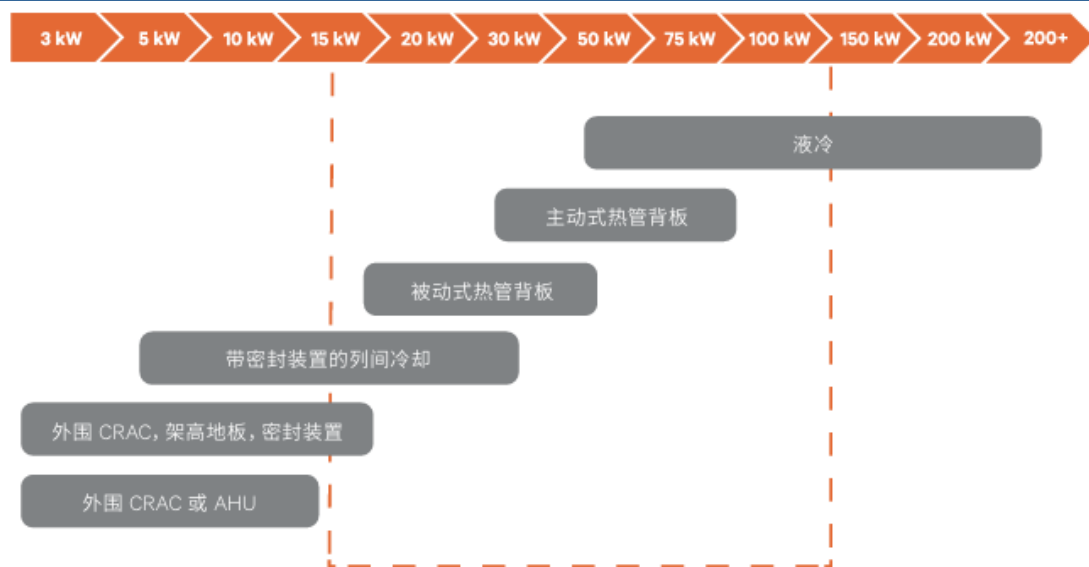 3 kW
5 kW
10 kW
15 kW
20 kW
30 kW
50 kW
75 kW
100 kW
150 kW
200 kW
200+
液冷
主动式热管背板
被动式热管背板
带密封装置的列间冷却
外围 CRAC, 架高地板, 密封装置
外围 CRAC 或 AHU